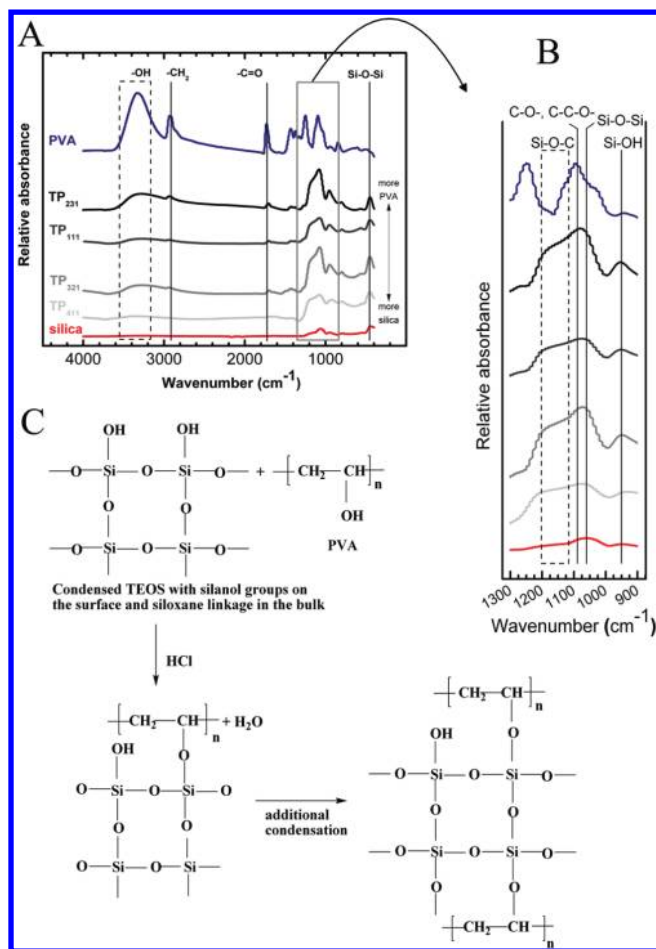 A
-OH
-CH₂
-C=O
Si-O-Si
PVA
TP₂₃₁
TP₁₁₁
TP₃₂₁
TP₄₁₁
silica
more
PVA
more
silica
Relative absorbance
4000 3000 2000 1000
Wavenumber (cm⁻¹)
B
C-O-, C-C-O-
Si-O-Si
Si-O-C
Si-OH
Relative absorbance
1300 1200 1100 1000 900
Wavenumber (cm⁻¹)
C
OH OH
—O—Si—O—Si—O— + —[CH₂—CH]—n
O O OH
—O—Si—O—Si—O— PVA
Condensed TEOS with silanol groups on
the surface and siloxane linkage in the bulk
HCl
—[CH₂—CH]—n + H₂O
OH O
O—Si—O—Si—O
O O
O—Si—O—Si—O
additional
condensation
—[CH₂—CH]—n
OH O
—O—Si—O—Si—O—
O O
—O—Si—O—Si—O—
O O
—[CH₂—CH]—n